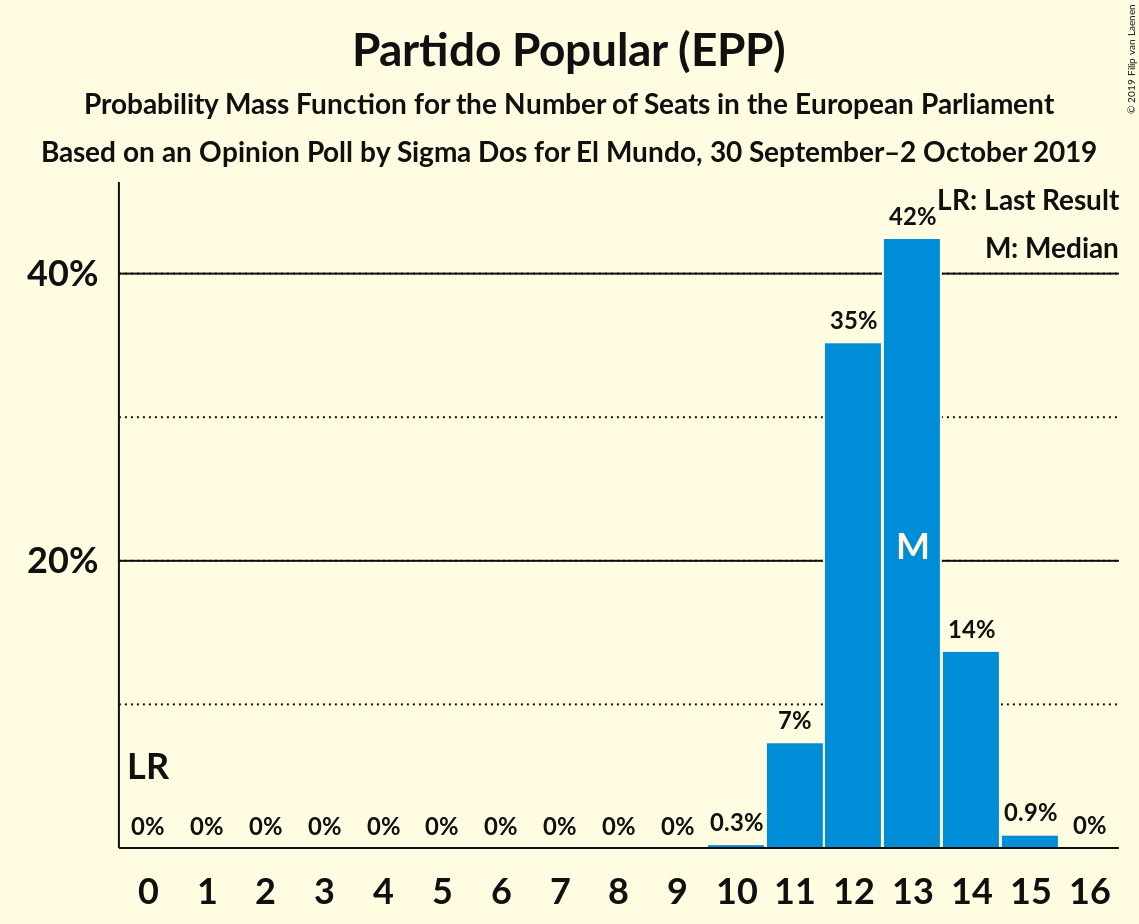 Partido Popular (EPP)
Probability Mass Function for the Number of Seats in the European Parliament
Based on an Opinion Poll by Sigma Dos for El Mundo, 30 September–2 October 2019
© 2019 Filip van Laenen
LR: Last Result
M: Median
42%
40%
35%
M
20%
14%
7%
LR
0% 0% 0% 0% 0% 0% 0% 0% 0% 0% 0.3% 0.9% 0%
0 1 2 3 4 5 6 7 8 9 10 11 12 13 14 15 16